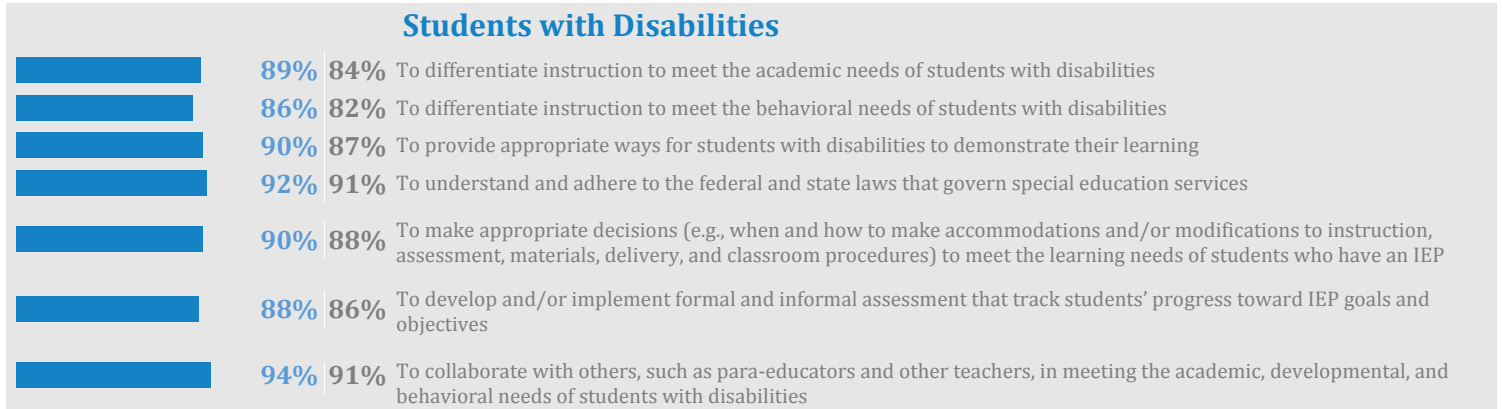 Students with Disabilities
89% 84% To differentiate instruction to meet the academic needs of students with disabilities
86% 82% To differentiate instruction to meet the behavioral needs of students with disabilities
90% 87% To provide appropriate ways for students with disabilities to demonstrate their learning
92% 91% To understand and adhere to the federal and state laws that govern special education services
90% 88% To make appropriate decisions (e.g., when and how to make accommodations and/or modifications to instruction,
assessment, materials, delivery, and classroom procedures) to meet the learning needs of students who have an IEP
88% 86% To develop and/or implement formal and informal assessment that track students’ progress toward IEP goals and
objectives
94% 91% To collaborate with others, such as para-educators and other teachers, in meeting the academic, developmental, and
behavioral needs of students with disabilities